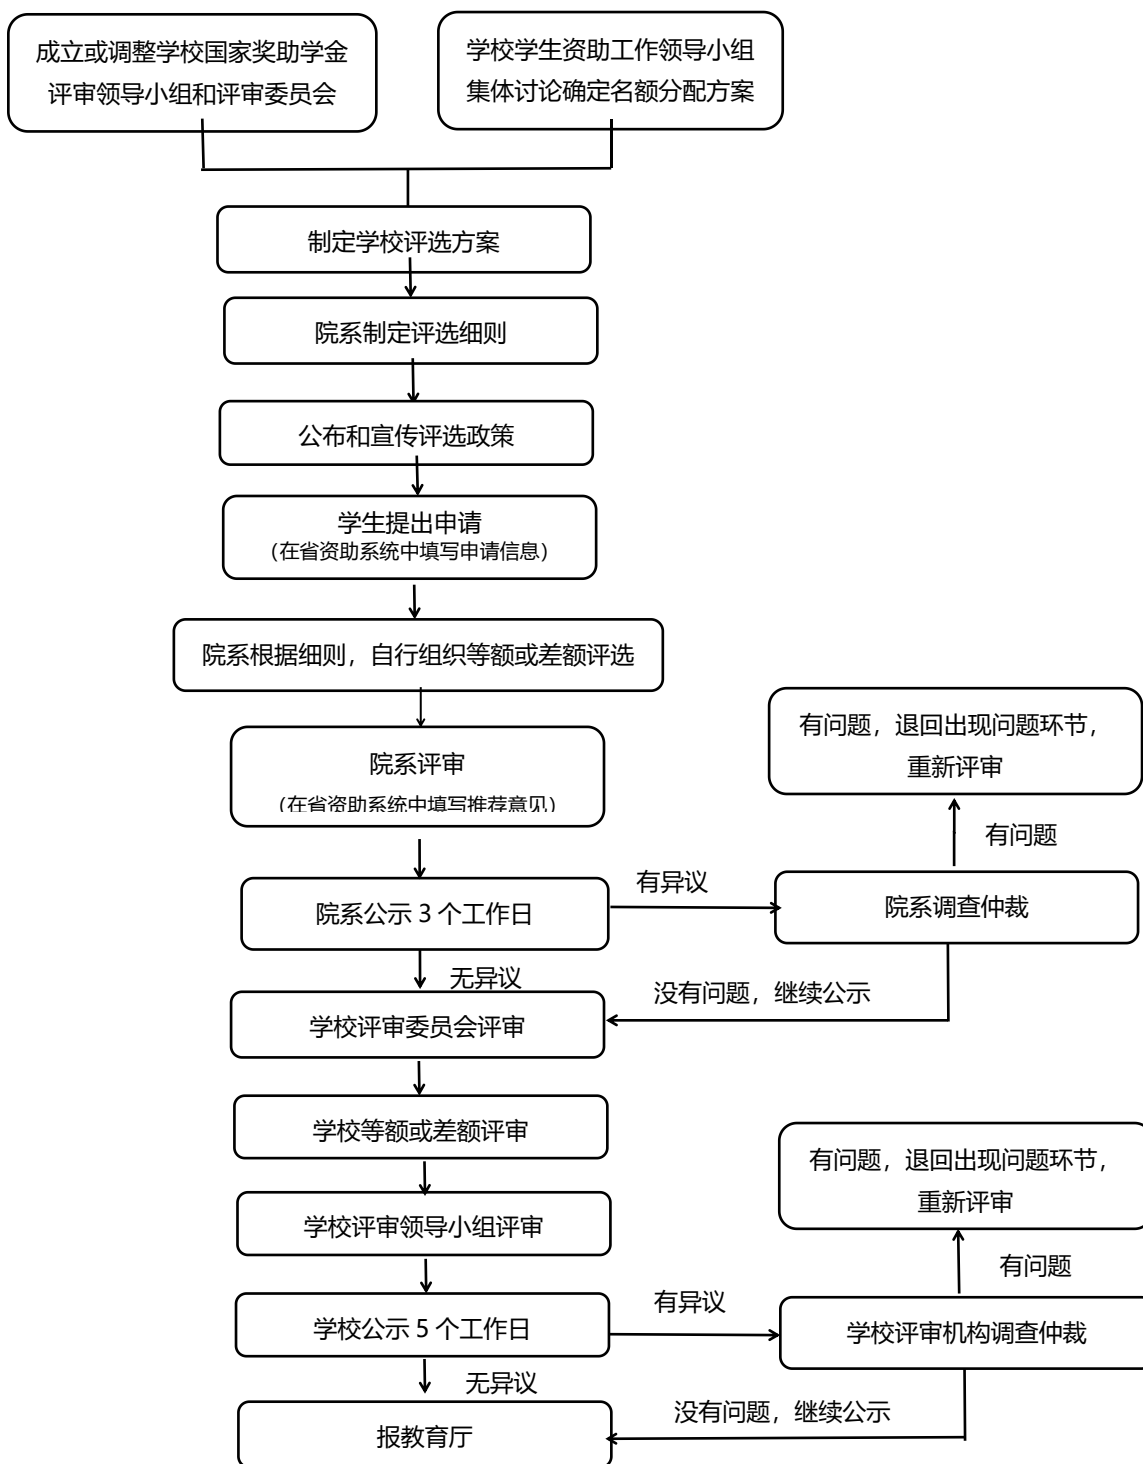 成立或调整学校国家奖助学金
评审领导小组和评审委员会
学校学生资助工作领导小组
集体讨论确定名额分配方案
制定学校评选方案
院系制定评选细则
公布和宣传评选政策
学生提出申请
（在省资助系统中填写申请信息）
院系根据细则，自行组织等额或差额评选
院系评审
（在省资助系统中填写推荐意见）
有问题，退回出现问题环节，
重新评审
有问题
院系公示 3 个工作日
有异议
院系调查仲裁
无异议
没有问题，继续公示
学校评审委员会评审
学校等额或差额评审
有问题，退回出现问题环节，
重新评审
学校评审领导小组评审
有问题
学校公示 5 个工作日
有异议
学校评审机构调查仲裁
无异议
没有问题，继续公示
报教育厅